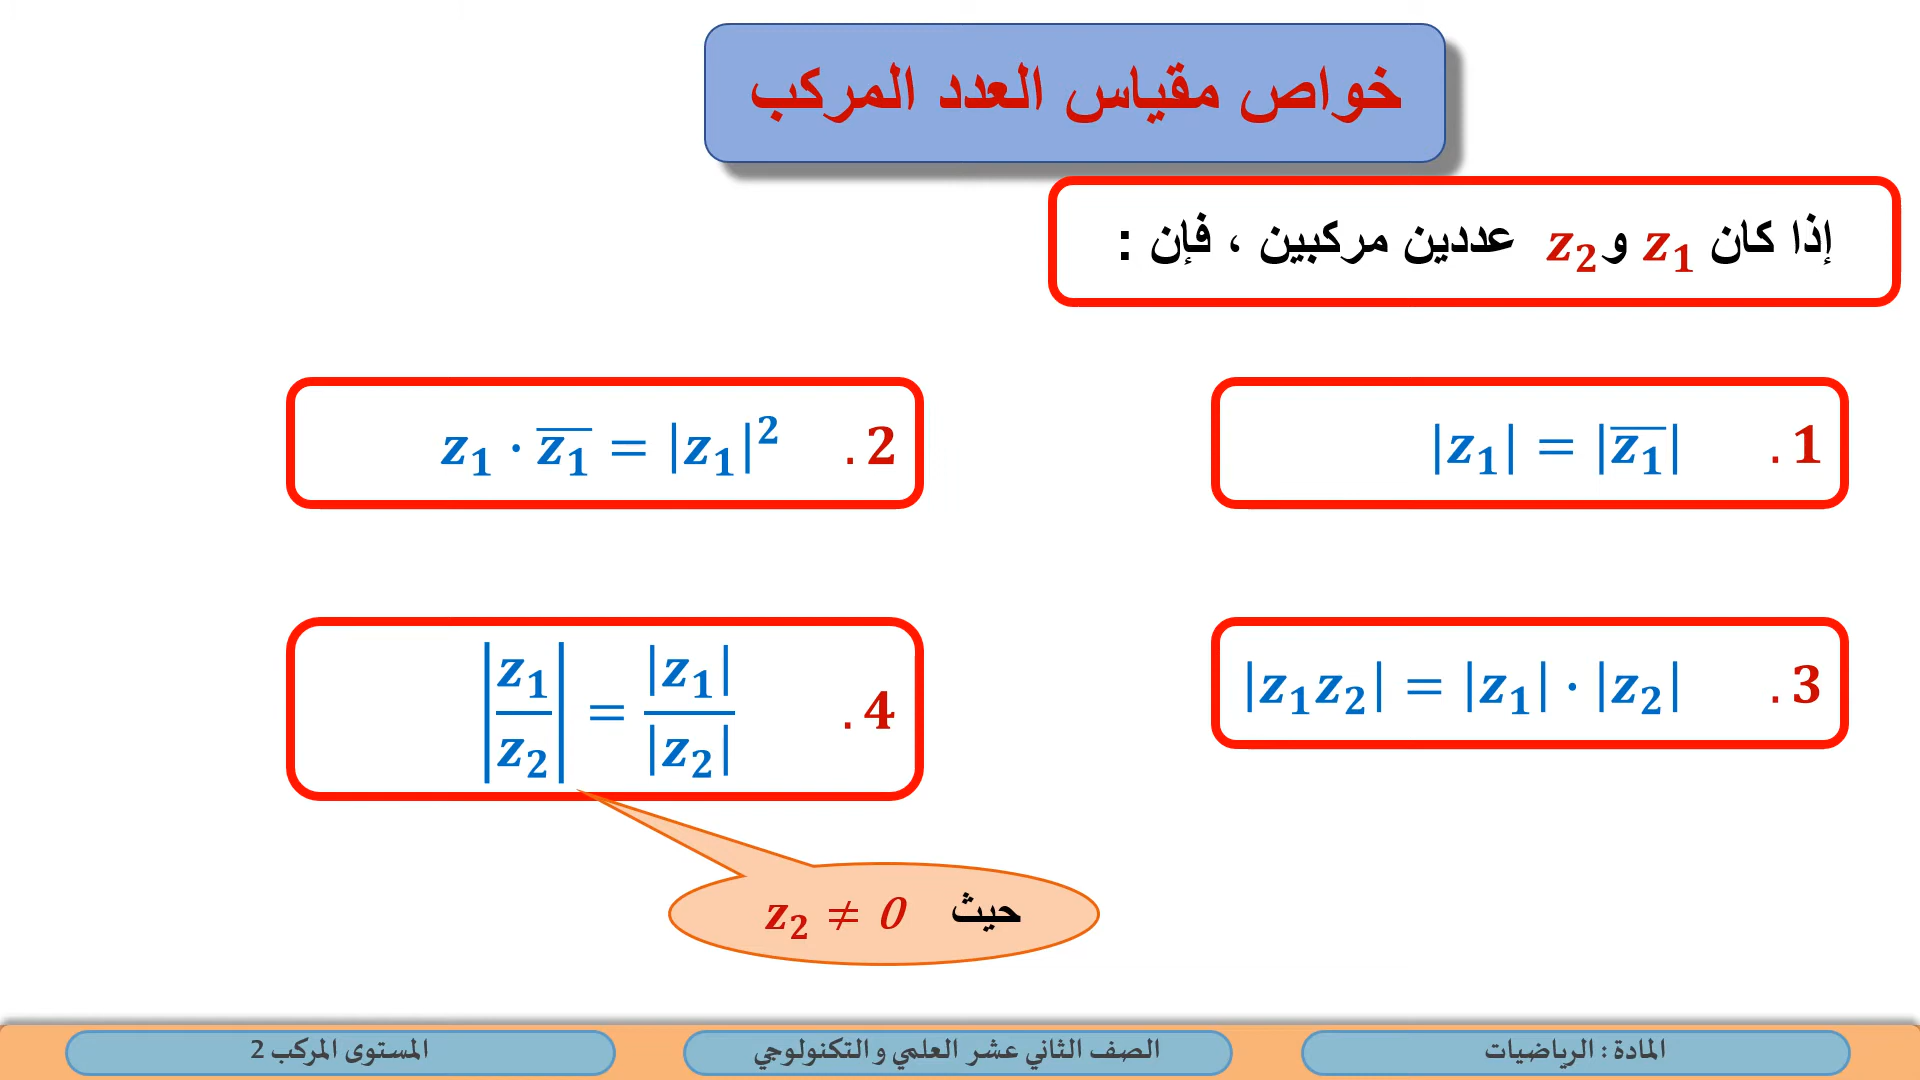 خواص مقياس العدد المركب
إذا كان z₁ و z₂ عددين مركبين ، فإن :
1. |z₁| = |z̅₁|
2. z₁ · z̅₁ = |z₁|²
3. |z₁z₂| = |z₁| · |z₂|
4. |z₁/z₂| = |z₁|/|z₂|
حيث z₂ ≠ 0
المادة : الرياضيات
الصف الثاني عشر العلمي والتكنولوجي
المستوى المركب 2